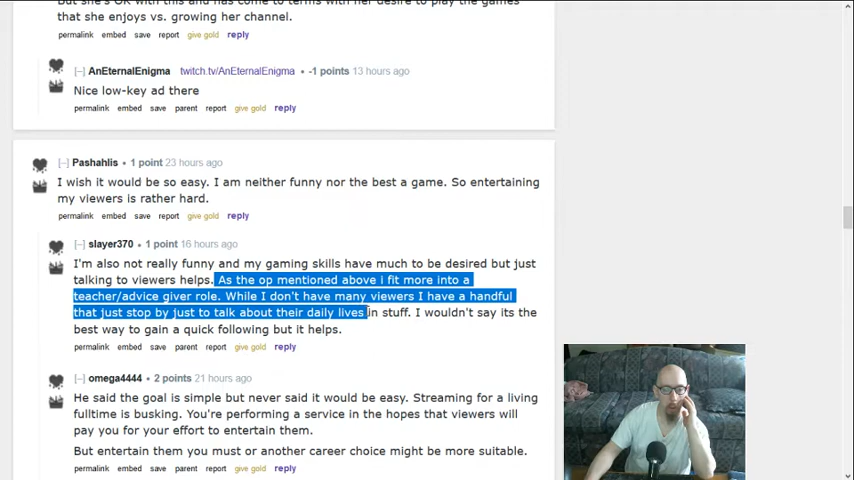 But she's OK with this and has come to terms with her desire to play the games
that she enjoys vs. growing her channel.
permalink embed save report give gold reply
[–] AnEternalEnigma twitch.tv/AnEternalEnigma • -1 points 13 hours ago
Nice low-key ad there
permalink embed save parent report give gold reply
[–] Pashahlis • 1 point 23 hours ago
I wish it would be so easy. I am neither funny nor the best a game. So entertaining
my viewers is rather hard.
permalink embed save report give gold reply
[–] slayer370 • 1 point 16 hours ago
I'm also not really funny and my gaming skills have much to be desired but just
talking to viewers helps. As the op mentioned above i fit more into a
teacher/advice giver role. While I don't have many viewers I have a handful
that just stop by just to talk about their daily lives in stuff. I wouldn't say its the
best way to gain a quick following but it helps.
permalink embed save parent report give gold reply
[–] omega4444 • 2 points 21 hours ago
He said the goal is simple but never said it would be easy. Streaming for a living
fulltime is busking. You're performing a service in the hopes that viewers will
pay you for your effort to entertain them.
But entertain them you must or another career choice might be more suitable.
permalink embed save parent report give gold reply